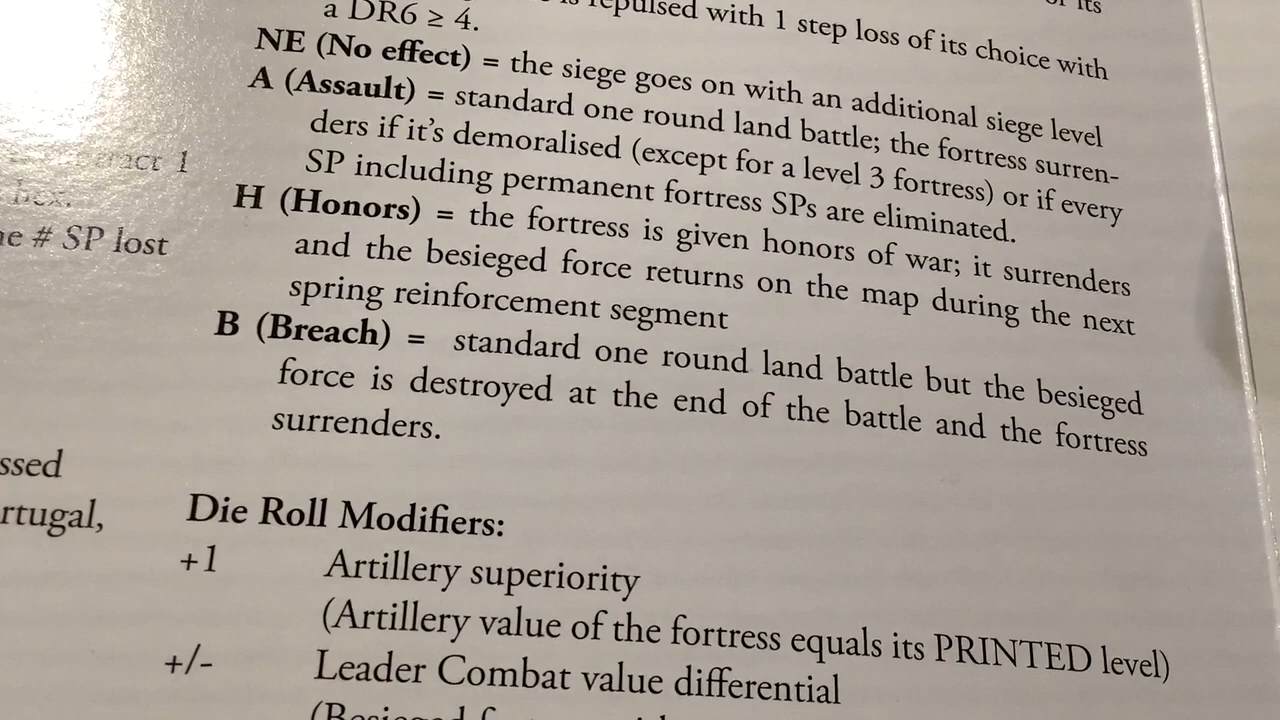 repulsed with 1 step loss of its choice with
a DR6 ≥ 4.
NE (No effect) = the siege goes on with an additional siege level
A (Assault) = standard one round land battle; the fortress surren-
ders if it's demoralised (except for a level 3 fortress) or if every
SP including permanent fortress SPs are eliminated.
H (Honors) = the fortress is given honors of war; it surrenders
and the besieged force returns on the map during the next
spring reinforcement segment
B (Breach) = standard one round land battle but the besieged
force is destroyed at the end of the battle and the fortress
surrenders.
Die Roll Modifiers:
+1 Artillery superiority
(Artillery value of the fortress equals its PRINTED level)
+/- Leader Combat value differential
1
hex.
# SP lost